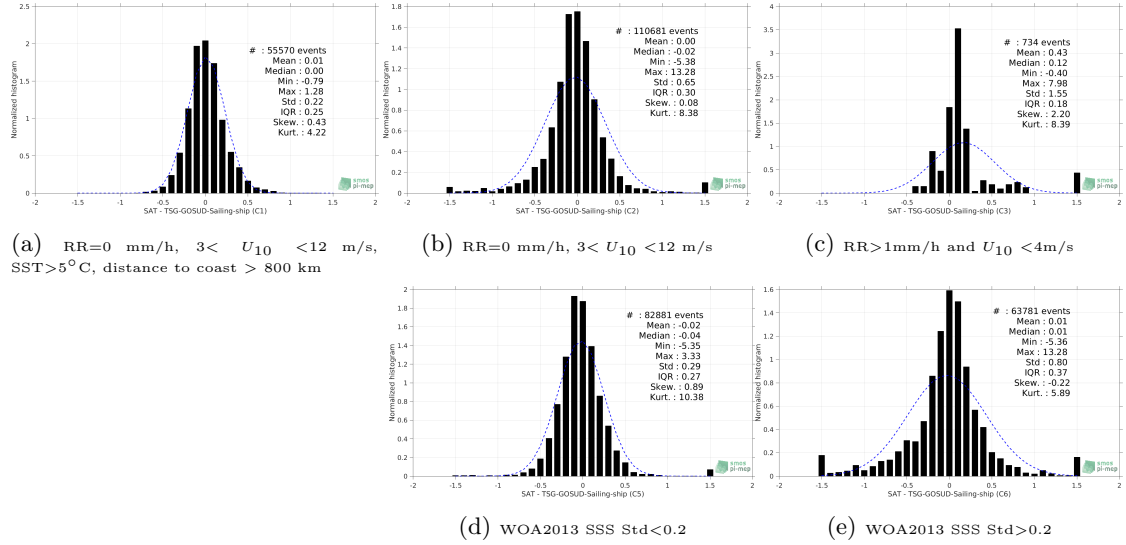 2.5
2
1.5
1
0.5
0
Normalized histogram
# : 55570 events
Mean : 0.01
Median : 0.00
Min : -0.79
Max : 1.28
Std : 0.22
IQR : 0.25
Skew. : 0.43
Kurt. : 4.22
smos
pi-mep
-2 -1.5 -1 -0.5 0 0.5 1 1.5 2
SAT - TSG-GOSUD-Sailing-ship (C1)
(a) RR=0 mm/h, 3< U10 <12 m/s,
SST>5°C, distance to coast > 800 km
1.8
1.6
1.4
1.2
1
0.8
0.6
0.4
0.2
0
Normalized histogram
# : 110681 events
Mean : 0.00
Median : -0.02
Min : -5.38
Max : 13.28
Std : 0.65
IQR : 0.30
Skew. : 0.08
Kurt. : 8.38
smos
pi-mep
-2 -1.5 -1 -0.5 0 0.5 1 1.5 2
SAT - TSG-GOSUD-Sailing-ship (C2)
(b) RR=0 mm/h, 3< U10 <12 m/s
4
3.5
3
2.5
2
1.5
1
0.5
0
Normalized histogram
# : 734 events
Mean : 0.43
Median : 0.12
Min : -0.40
Max : 7.98
Std : 1.55
IQR : 0.18
Skew. : 2.20
Kurt. : 8.39
smos
pi-mep
-2 -1.5 -1 -0.5 0 0.5 1 1.5 2
SAT - TSG-GOSUD-Sailing-ship (C3)
(c) RR>1mm/h and U10 <4m/s
2
1.8
1.6
1.4
1.2
1
0.8
0.6
0.4
0.2
0
Normalized histogram
# : 82881 events
Mean : -0.02
Median : -0.04
Min : -5.35
Max : 3.33
Std : 0.29
IQR : 0.27
Skew. : 0.89
Kurt. : 10.38
smos
pi-mep
-2 -1.5 -1 -0.5 0 0.5 1 1.5 2
SAT - TSG-GOSUD-Sailing-ship (C5)
(d) WOA2013 SSS Std<0.2
1.6
1.4
1.2
1
0.8
0.6
0.4
0.2
0
Normalized histogram
# : 63781 events
Mean : 0.01
Median : 0.01
Min : -5.36
Max : 13.28
Std : 0.80
IQR : 0.37
Skew. : -0.22
Kurt. : 5.89
smos
pi-mep
-2 -1.5 -1 -0.5 0 0.5 1 1.5 2
SAT - TSG-GOSUD-Sailing-ship (C6)
(e) WOA2013 SSS Std>0.2